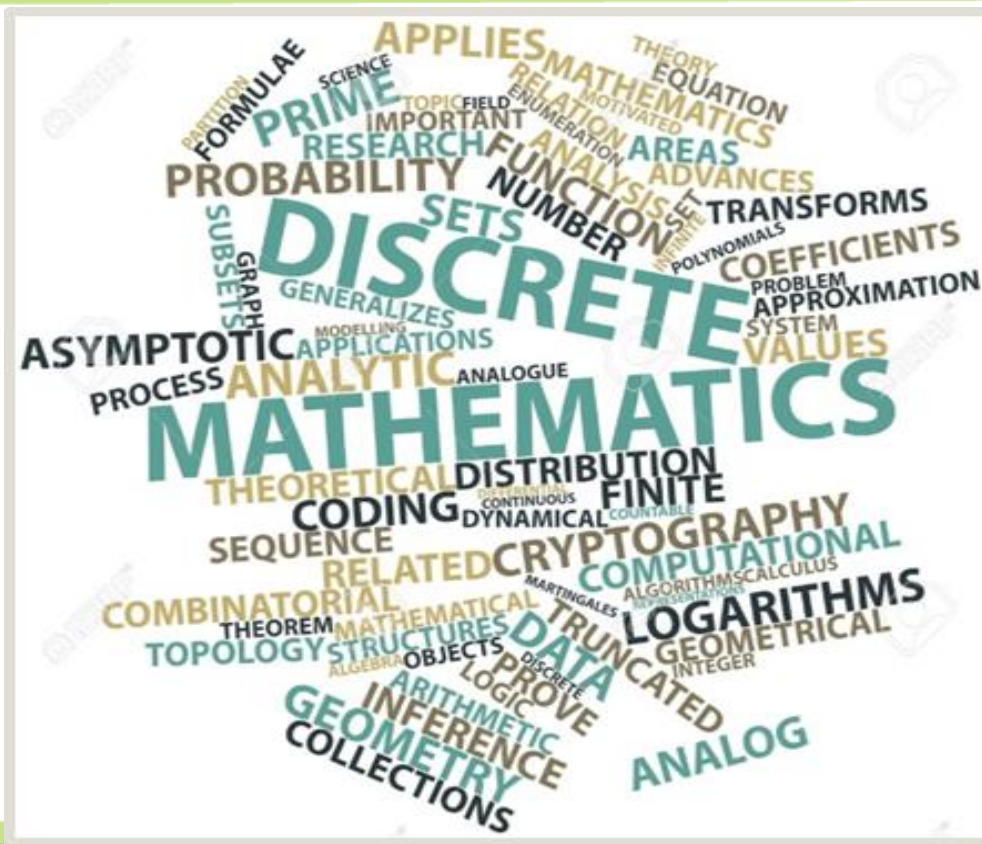 APPLIES
THEORY
SCIENCE
MATHEMATICS
EQUATION
PARTITION
FORMULAE
PRIME
TOPIC
FIELD
RELATION
MOTIVATED
IMPORTANT
ENUMERATION
RESEARCH
FUNCTION
ANALYSIS
AREAS
PROBABILITY
NUMBER
ADVANCES
SETS
SET
TRANSFORMS
SUBSETS
DISCRETE
INFINITE
POLYNOMIALS
COEFFICIENTS
GRAPH
GENERALIZES
PROBLEM
APPROXIMATION
MODELLING
SYSTEM
ASYMPTOTIC
APPLICATIONS
VALUES
PROCESS
ANALYTIC
ANALOGUE
MATHEMATICS
THEORETICAL
DISTRIBUTION
DIFFERENTIAL
CONTINUOUS
FINITE
CODING
DYNAMICAL
COUNTABLE
SEQUENCE
CRYPTOGRAPHY
RELATED
COMPUTATIONAL
MARTINGALES
ALGORITHMS
CALCULUS
REPRESENTATIONS
COMBINATORIAL
THEOREM
MATHEMATICAL
TRUNCATED
LOGARITHMS
TOPOLOGY
STRUCTURES
DATA
GEOMETRICAL
ALGEBRA
OBJECTS
DISCRETE
INTEGER
LOGIC
PROVE
ARITHMETIC
GEOMETRY
INFERENCE
COLLECTIONS
ANALOG